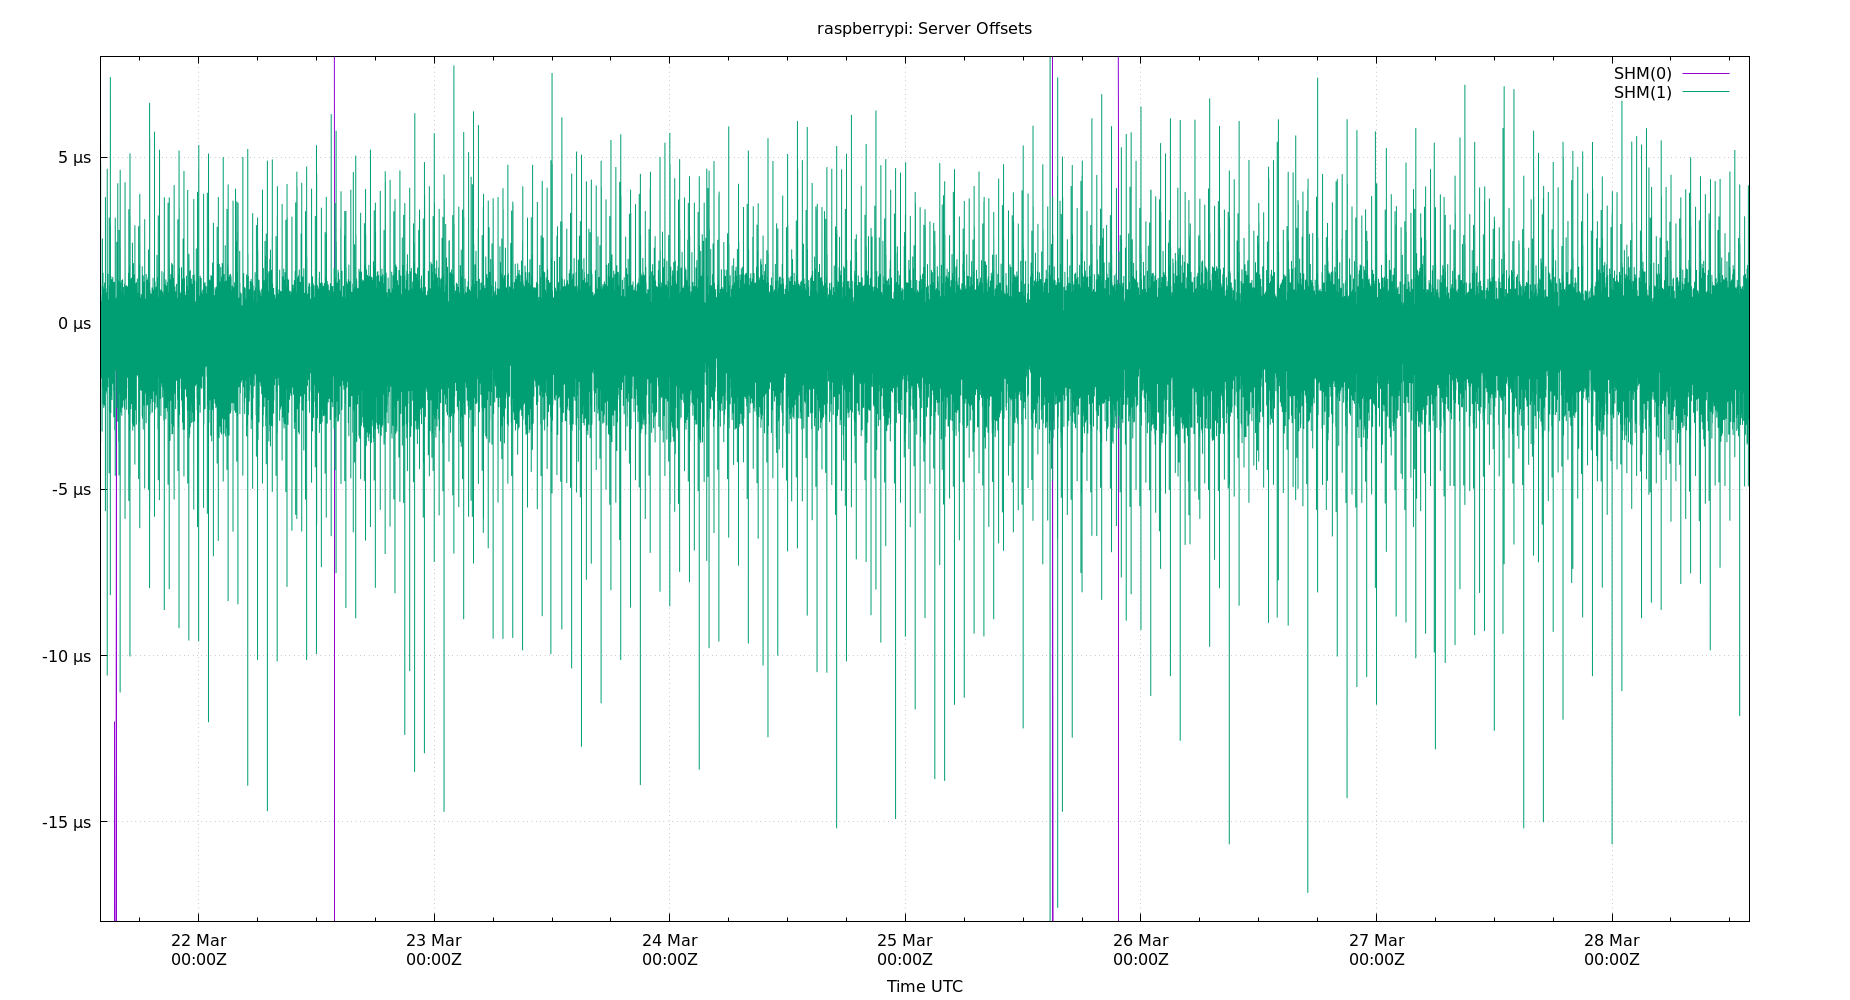 raspberrypi: Server Offsets
SHM(0)
SHM(1)
5 µs
0 µs
-5 µs
-10 µs
-15 µs
22 Mar 23 Mar 24 Mar 25 Mar 26 Mar 27 Mar 28 Mar
00:00Z 00:00Z 00:00Z 00:00Z 00:00Z 00:00Z 00:00Z
Time UTC